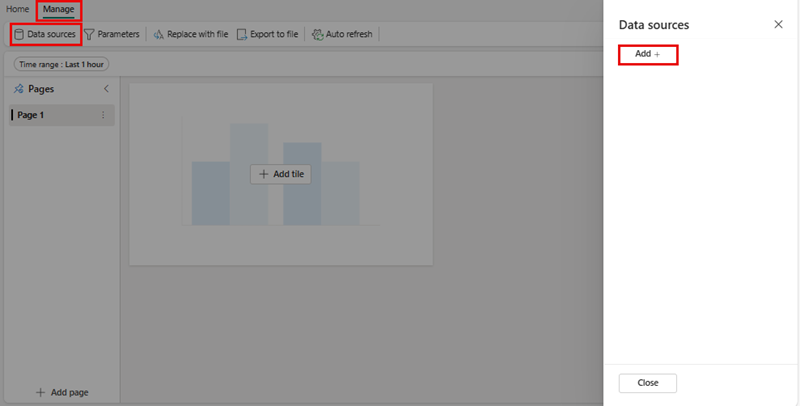 Home Manage
Data sources Parameters Replace with file Export to file Auto refresh
Time range : Last 1 hour
Pages
Page 1
Add tile
Add page
Data sources
Add +
Close